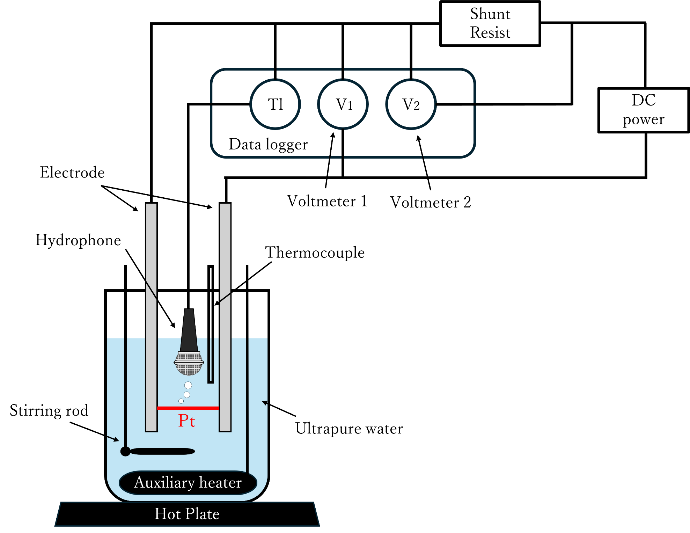 Shunt
Resist
T1
V1
V2
DC
power
Data logger
Electrode
Voltmeter 1
Voltmeter 2
Hydrophone
Thermocouple
Stirring rod
Pt
Ultrapure water
Auxiliary heater
Hot Plate